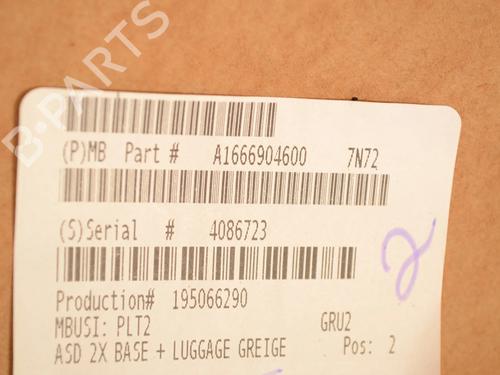 B-PARTS
(P)MB Part # A1666904600 7N72
(S)Serial # 4086723
2
Production# 195066290
MBUSI: PLT2 GRU2
ASD 2X BASE + LUGGAGE GREIGE Pos: 2